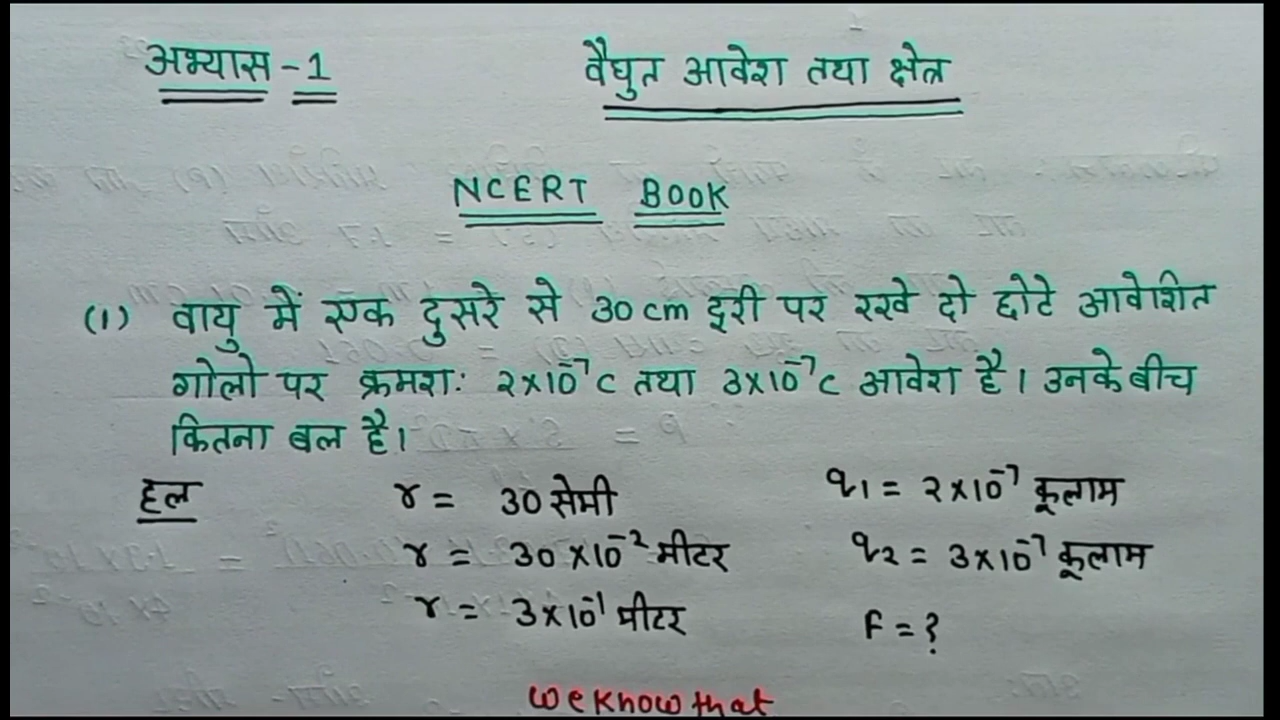 अभ्यास - 1 वैधुत आवेश तथा क्षेत्र
NCERT BOOK
(1) वायु में एक दुसरे से 30 cm दूरी पर रखे दो छोटे आवेशित
गोलो पर क्रमशः 2×10⁻⁷ C तथा 3×10⁻⁷ C आवेश है। उनके बीच
कितना बल है।
हल r = 30 सेमी q₁ = 2×10⁻⁷ कूलाम
r = 30×10⁻² मीटर q₂ = 3×10⁻⁷ कूलाम
r = 3×10⁻¹ मीटर F = ?
we know that